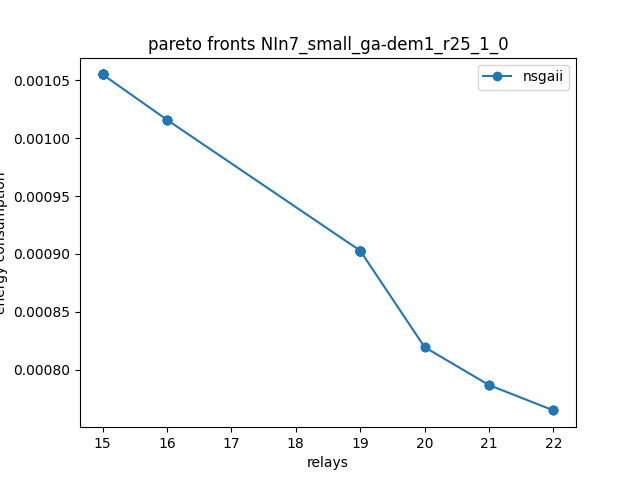 pareto fronts NIn7_small_ga-dem1_r25_1_0
nsgaii
0.00105
0.00100
0.00095
0.00090
0.00085
0.00080
energy consumption
15 16 17 18 19 20 21 22
relays